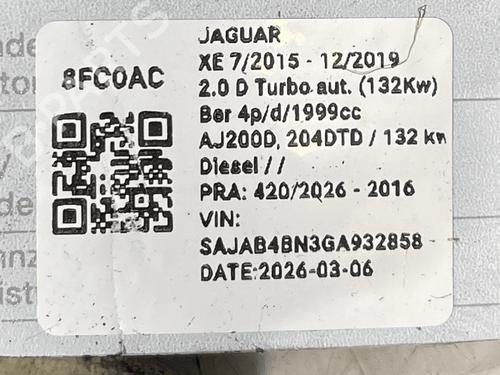 8FC0AC
JAGUAR
XE 7/2015 - 12/2019
2.0 D Turbo aut. (132Kw)
Ber 4p/d/1999cc
AJ200D, 204DTD / 132 kw
Diesel / /
PRA: 420/2026 - 2016
VIN:
SAJAB4BN3GA932858
DATE:2026-03-06